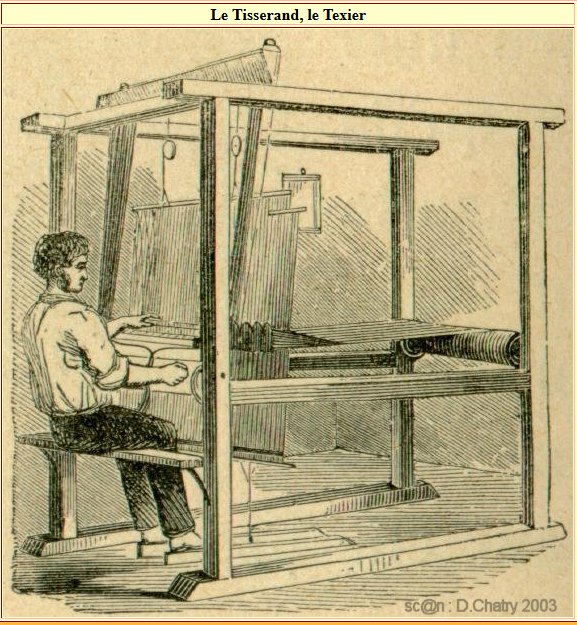 Le Tisserand, le Texier
sc@n : D.Chatry 2003